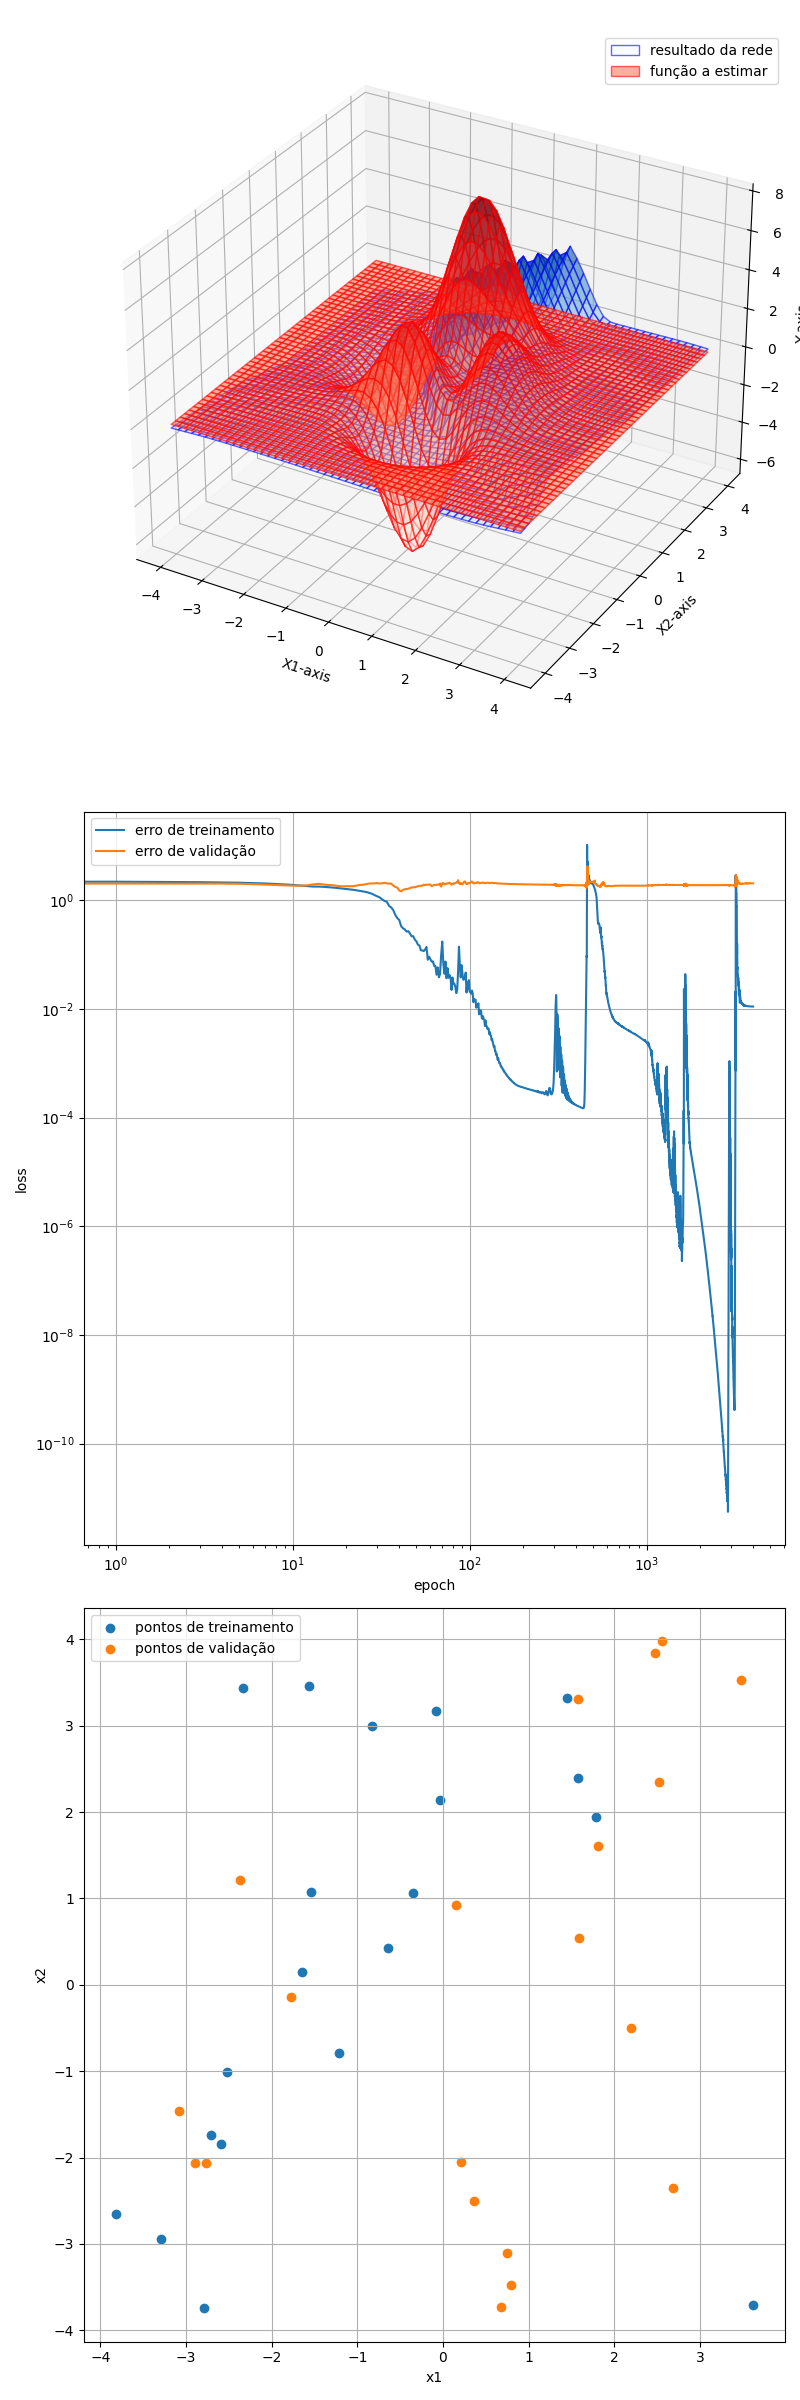 resultado da rede
função a estimar
8
6
4
2
0
−2
−4
−6
−4
−3
−2
−1
0
1
2
3
4
X1-axis
−4
−3
−2
−1
0
1
2
3
4
X2-axis
erro de treinamento
erro de validação
10^0
10^−2
10^−4
10^−6
10^−8
10^−10
loss
10^0 10^1 10^2 10^3
epoch
pontos de treinamento
pontos de validação
4
3
2
1
0
−1
−2
−3
−4
x2
−4 −3 −2 −1 0 1 2 3
x1